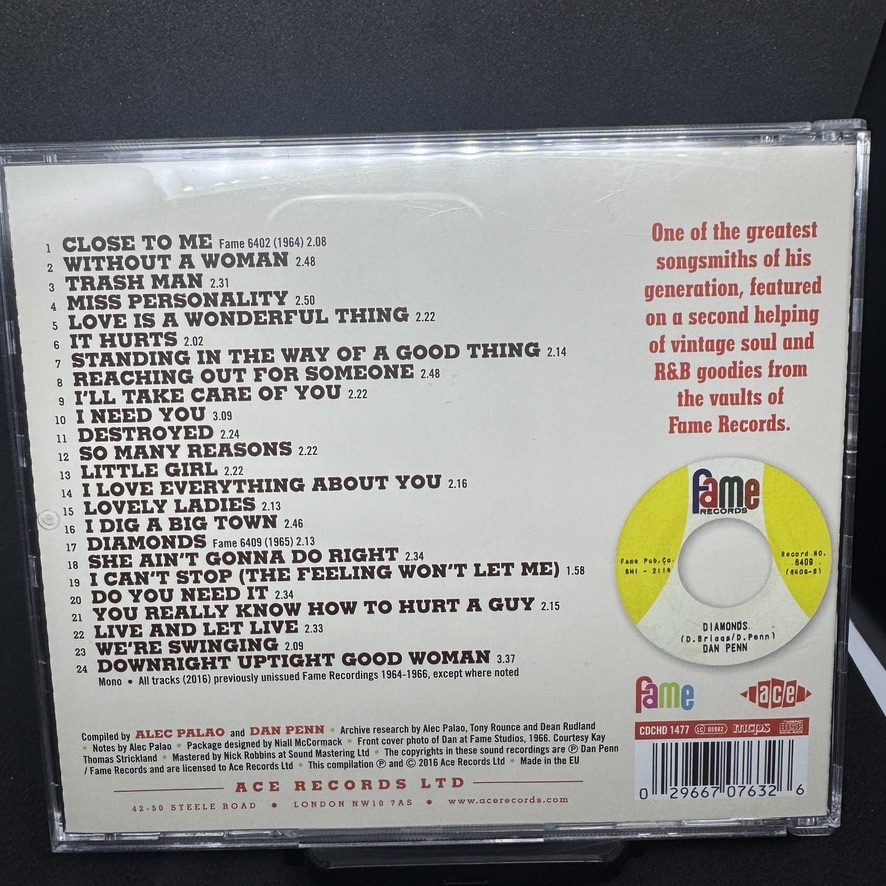 1 CLOSE TO ME Fame 6402 (1964) 2.08
2 WITHOUT A WOMAN 2.48
3 TRASH MAN 2.31
4 MISS PERSONALITY 2.50
5 LOVE IS A WONDERFUL THING 2.22
6 IT HURTS 2.02
7 STANDING IN THE WAY OF A GOOD THING 2.14
8 REACHING OUT FOR SOMEONE 2.48
9 I'LL TAKE CARE OF YOU 2.22
10 I NEED YOU 3.09
11 DESTROYED 2.24
12 SO MANY REASONS 2.22
13 LITTLE GIRL 2.22
14 I LOVE EVERYTHING ABOUT YOU 2.16
15 LOVELY LADIES 2.13
16 I DIG A BIG TOWN 2.46
17 DIAMONDS Fame 6409 (1965) 2.13
18 SHE AIN'T GONNA DO RIGHT 2.34
19 I CAN'T STOP (THE FEELING WON'T LET ME) 1.58
20 DO YOU NEED IT 2.34
21 YOU REALLY KNOW HOW TO HURT A GUY 2.15
22 LIVE AND LET LIVE 2.33
23 WE'RE SWINGING 2.09
24 DOWNRIGHT UPTIGHT GOOD WOMAN 3.37
Mono • All tracks (2016) previously unissued Fame Recordings 1964-1966, except where noted
One of the greatest
songsmiths of his
generation, featured
on a second helping
of vintage soul and
R&B goodies from
the vaults of
Fame Records.
fame
RECORDS
Fame Pub. Co.
BMI - 2:14
Record NO.
6409
DIAMONDS
(D.Briggs/D.Penn)
DAN PENN
fame
ace
Compiled by ALEC PALAO and DAN PENN • Archive research by Alec Palao, Tony Rounce and Dean Rudland
• Notes by Alec Palao • Package designed by Niall McCormack • Front cover photo of Dan at Fame Studios, 1966. Courtesy Kay
Thomas Strickland • Mastered by Nick Robbins at Sound Mastering Ltd • The copyrights in these sound recordings are ℗ Dan Penn
/ Fame Records and are licensed to Ace Records Ltd • This compilation ℗ and © 2016 Ace Records Ltd • Made in the EU
ACE RECORDS LTD
42-50 STEELE ROAD • LONDON NW10 7AS • www.acerecords.com
CDCHD 1477 LC 05582 mcps
0 29667 07632 6